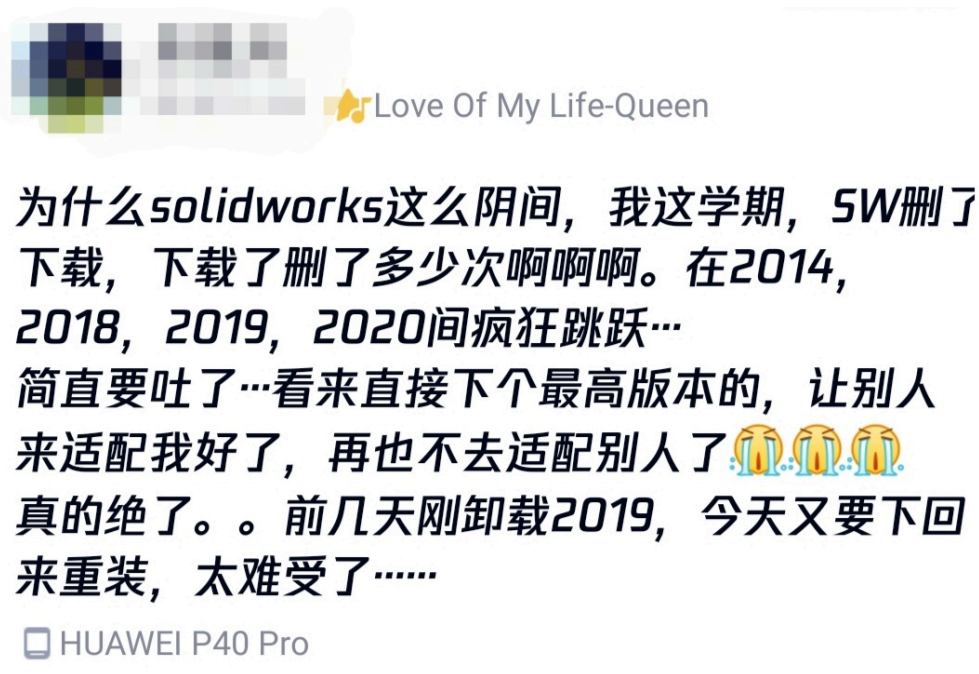 Love Of My Life-Queen
为什么solidworks这么阴间，我这学期，SW删了
下载，下载了删了多少次啊啊啊。在2014，
2018，2019，2020间疯狂跳跃…
简直要吐了…看来直接下个最高版本的，让别人
来适配我好了，再也不去适配别人了😭😭😭
真的绝了。。前几天刚卸载2019，今天又要下回
来重装，太难受了……
HUAWEI P40 Pro